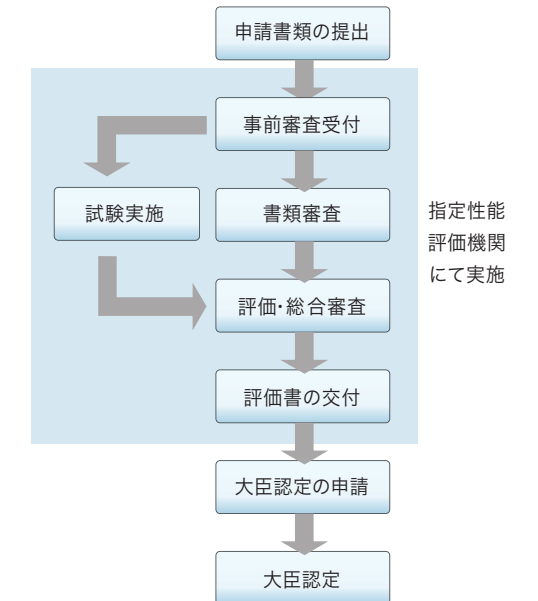 申請書類の提出
事前審査受付
試験実施
書類審査
指定性能
評価機関
にて実施
評価・総合審査
評価書の交付
大臣認定の申請
大臣認定